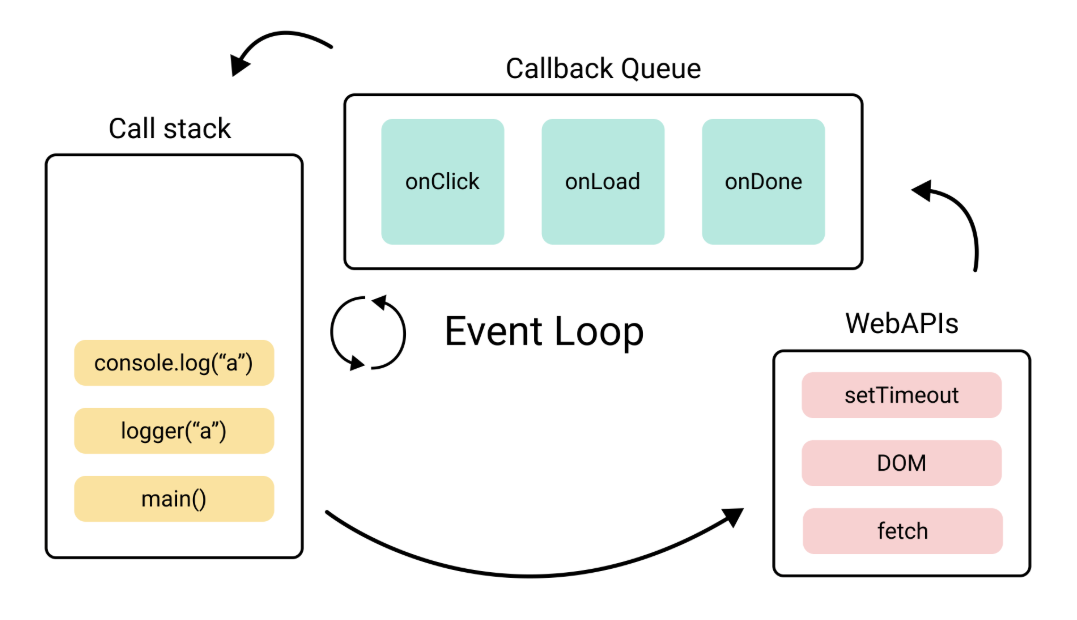 Callback Queue
onClick
onLoad
onDone
Call stack
console.log(“a”)
logger(“a”)
main()
Event Loop
WebAPIs
setTimeout
DOM
fetch